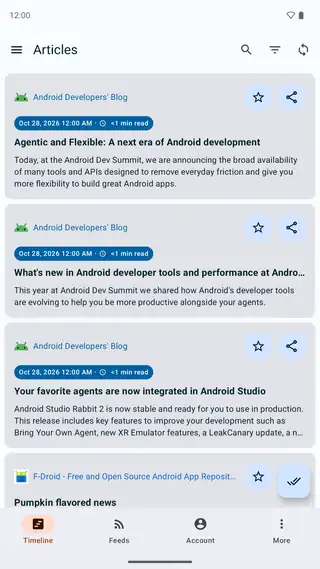 12:00
Articles
Android Developers' Blog
Oct 28, 2026 12:00 AM · <1 min read
Agentic and Flexible: A next era of Android development
Today, at the Android Dev Summit, we are announcing the broad availability
of many tools and APIs designed to remove everyday friction and give you
more flexibility to build great Android apps.
Android Developers' Blog
Oct 28, 2026 12:00 AM · <1 min read
What's new in Android developer tools and performance at Andro…
This year at Android Dev Summit we shared how Android's developer tools
are evolving to help you be more productive alongside your agents.
Android Developers' Blog
Oct 28, 2026 12:00 AM · <1 min read
Your favorite agents are now integrated in Android Studio
Android Studio Rabbit 2 is now stable and ready for you to use in production.
This release includes key features to improve your development such as
Bring Your Own Agent, new XR Emulator features, a LeakCanary update, a n…
F-Droid - Free and Open Source Android App Reposit…
Pumpkin flavored news
Timeline
Feeds
Account
More